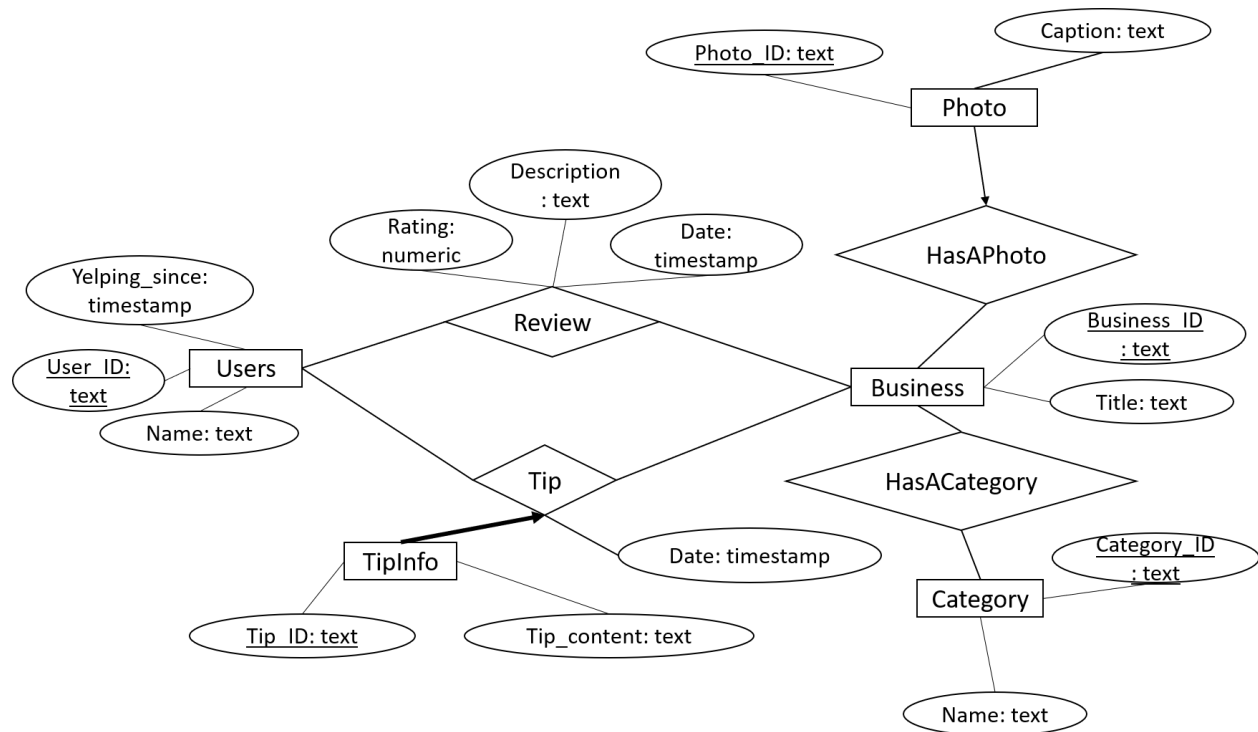 Caption: text
Photo_ID: text
Photo
Description
: text
Rating:
numeric
Date:
timestamp
HasAPhoto
Yelping_since:
timestamp
Review
Business_ID
: text
Users
User_ID:
text
Business
Title: text
Name: text
Tip
HasACategory
TipInfo
Date: timestamp
Category_ID
: text
Category
Tip_ID: text
Tip_content: text
Name: text